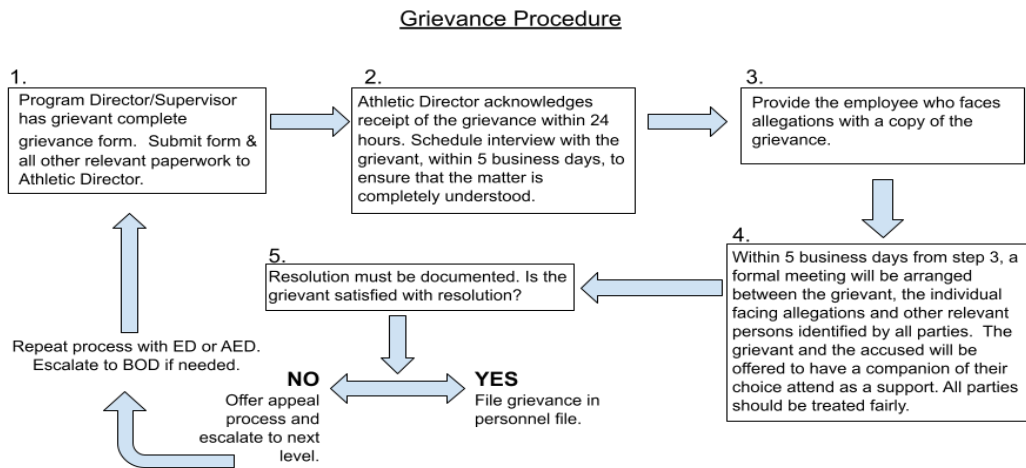 Grievance Procedure
1.
Program Director/Supervisor
has grievant complete
grievance form.  Submit form &
all other relevant paperwork to
Athletic Director.
2.
Athletic Director acknowledges
receipt of the grievance within 24
hours. Schedule interview with the
grievant, within 5 business days, to
ensure that the matter is
completely understood.
3.
Provide the employee who faces
allegations with a copy of the
grievance.
4.
Within 5 business days from step 3, a
formal meeting will be arranged
between the grievant, the individual
facing allegations and other relevant
persons identified by all parties.  The
grievant and the accused will be
offered to have a companion of their
choice attend as a support. All parties
should be treated fairly.
5.
Resolution must be documented. Is the
grievant satisfied with resolution?
NO
Offer appeal
process and
escalate to next
level.
YES
File grievance in
personnel file.
Repeat process with ED or AED.
Escalate to BOD if needed.